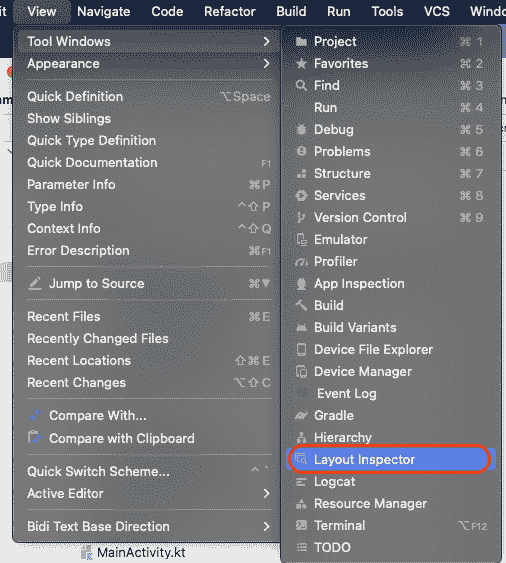 it View Navigate Code Refactor Build Run Tools VCS Windo
Tool Windows >
Appearance >
Quick Definition ⌥Space
Show Siblings
Quick Type Definition
Quick Documentation F1
Parameter Info ⌘P
Type Info ^⇧P
Context Info ^⇧Q
Error Description ⌘F1
Jump to Source ⌘▼
Recent Files ⌘E
Recently Changed Files
Recent Locations ⇧⌘E
Recent Changes ⌥⇧C
Compare With...
Compare with Clipboard
Quick Switch Scheme... ^`
Active Editor >
Bidi Text Base Direction >
Project ⌘1
Favorites ⌘2
Find ⌘3
Run ⌘4
Debug ⌘5
Problems ⌘6
Structure ⌘7
Services ⌘8
Version Control ⌘9
Emulator
Profiler
App Inspection
Build
Build Variants
Device File Explorer
Device Manager
Event Log
Gradle
Hierarchy
Layout Inspector
Logcat
Resource Manager
Terminal ⌥F12
TODO
MainActivity.kt